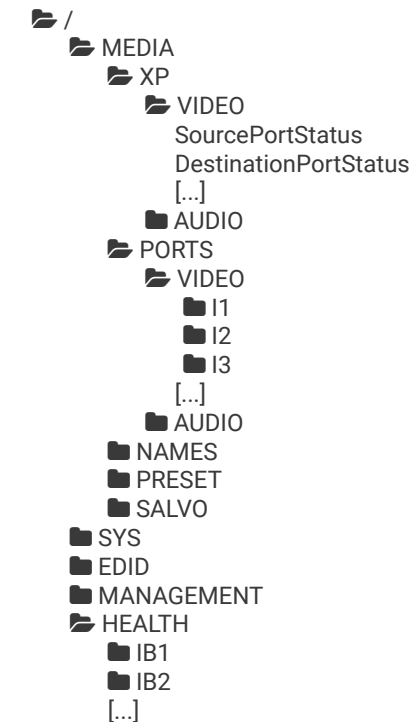 /
MEDIA
XP
VIDEO
SourcePortStatus
DestinationPortStatus
[...]
AUDIO
PORTS
VIDEO
I1
I2
I3
[...]
AUDIO
NAMES
PRESET
SALVO
SYS
EDID
MANAGEMENT
HEALTH
IB1
IB2
[...]